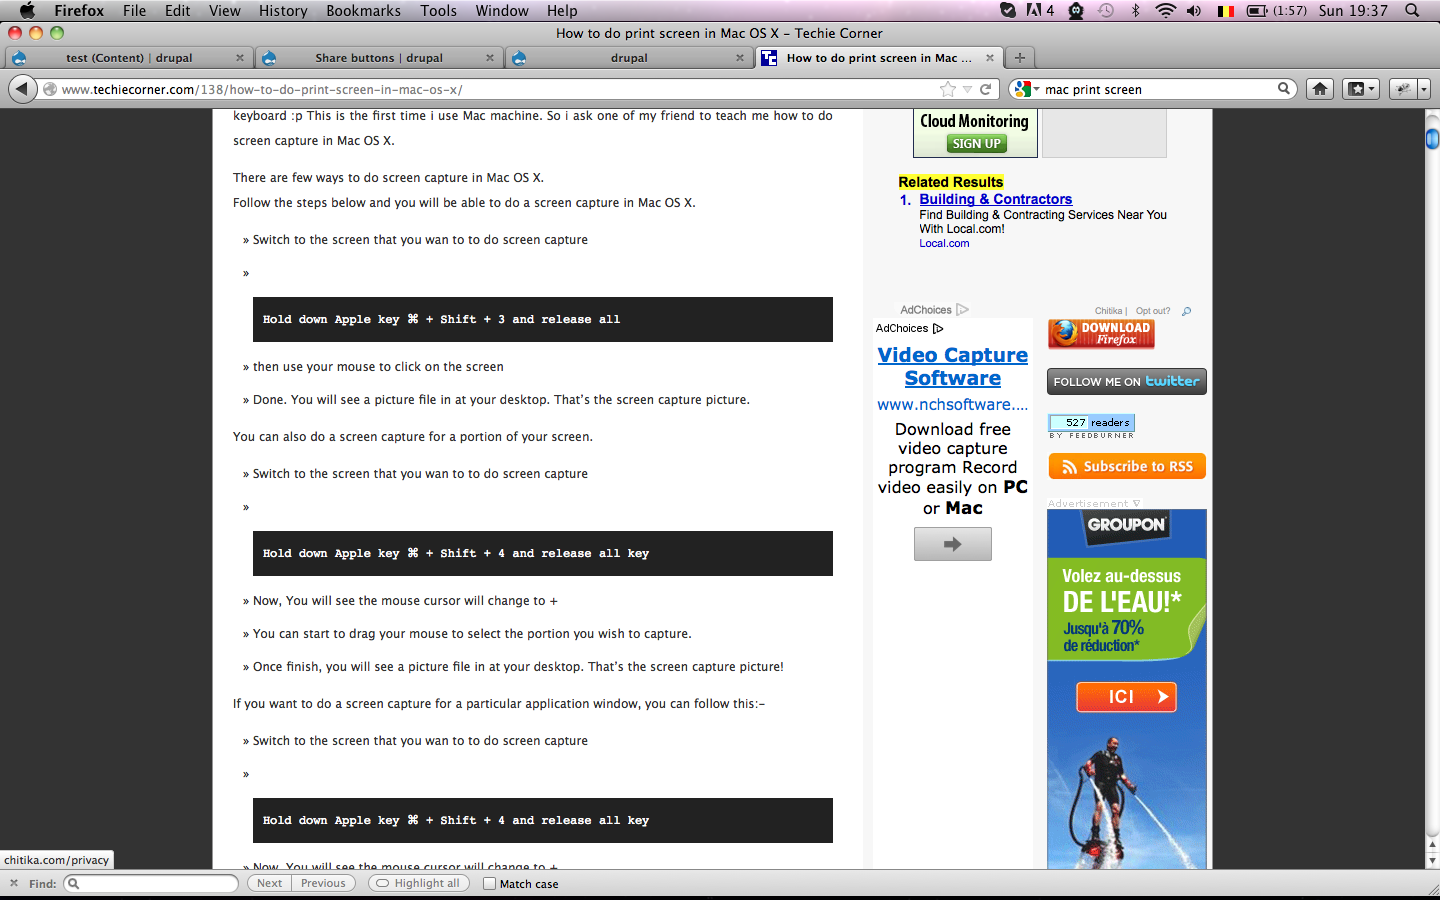 Firefox File Edit View History Bookmarks Tools Window Help 4 (1:57) Sun 19:37
How to do print screen in Mac OS X – Techie Corner
test (Content) | drupal
Share buttons | drupal
drupal
How to do print screen in Mac ...
www.techiecorner.com/138/how-to-do-print-screen-in-mac-os-x/
mac print screen
keyboard :p This is the first time i use Mac machine. So i ask one of my friend to teach me how to do
screen capture in Mac OS X.
There are few ways to do screen capture in Mac OS X.
Follow the steps below and you will be able to do a screen capture in Mac OS X.
» Switch to the screen that you wan to to do screen capture
»
Hold down Apple key ⌘ + Shift + 3 and release all
» then use your mouse to click on the screen
» Done. You will see a picture file in at your desktop. That's the screen capture picture.
You can also do a screen capture for a portion of your screen.
» Switch to the screen that you wan to to do screen capture
»
Hold down Apple key ⌘ + Shift + 4 and release all key
» Now, You will see the mouse cursor will change to +
» You can start to drag your mouse to select the portion you wish to capture.
» Once finish, you will see a picture file in at your desktop. That's the screen capture picture!
If you want to do a screen capture for a particular application window, you can follow this:-
» Switch to the screen that you wan to to do screen capture
»
Hold down Apple key ⌘ + Shift + 4 and release all key
» Now, You will see the mouse cursor will change to +
Cloud Monitoring
SIGN UP
Related Results
1. Building & Contractors
Find Building & Contracting Services Near You
With Local.com!
Local.com
AdChoices
Chitika | Opt out?
AdChoices
Video Capture
Software
www.nchsoftware....
Download free
video capture
program Record
video easily on PC
or Mac
DOWNLOAD
Firefox
FOLLOW ME ON twitter
527 readers
BY FEEDBURNER
Subscribe to RSS
Advertisement
GROUPON
Volez au-dessus
DE L'EAU!*
Jusqu'à 70%
de réduction*
ICI
chitika.com/privacy
Find:
Next
Previous
Highlight all
Match case